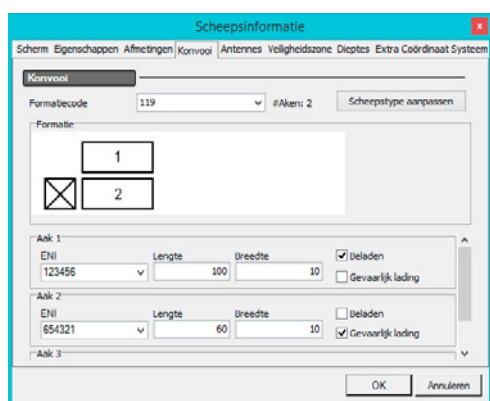 Scheepsinformatie
x
Scherm Eigenschappen Afmetingen Konvooi Antennes Veiligheidszone Dieptes Extra Coördinaat Systeem
Konvooi
Formatiecode 119 #Aken: 2 Scheepstype aanpassen
Formatie
1
2
Aak 1
ENI Lengte Breedte Beladen
123456 100 10 Gevaarlijk lading
Aak 2
ENI Lengte Breedte Beladen
654321 60 10 Gevaarlijk lading
Aak 3
OK Annuleren